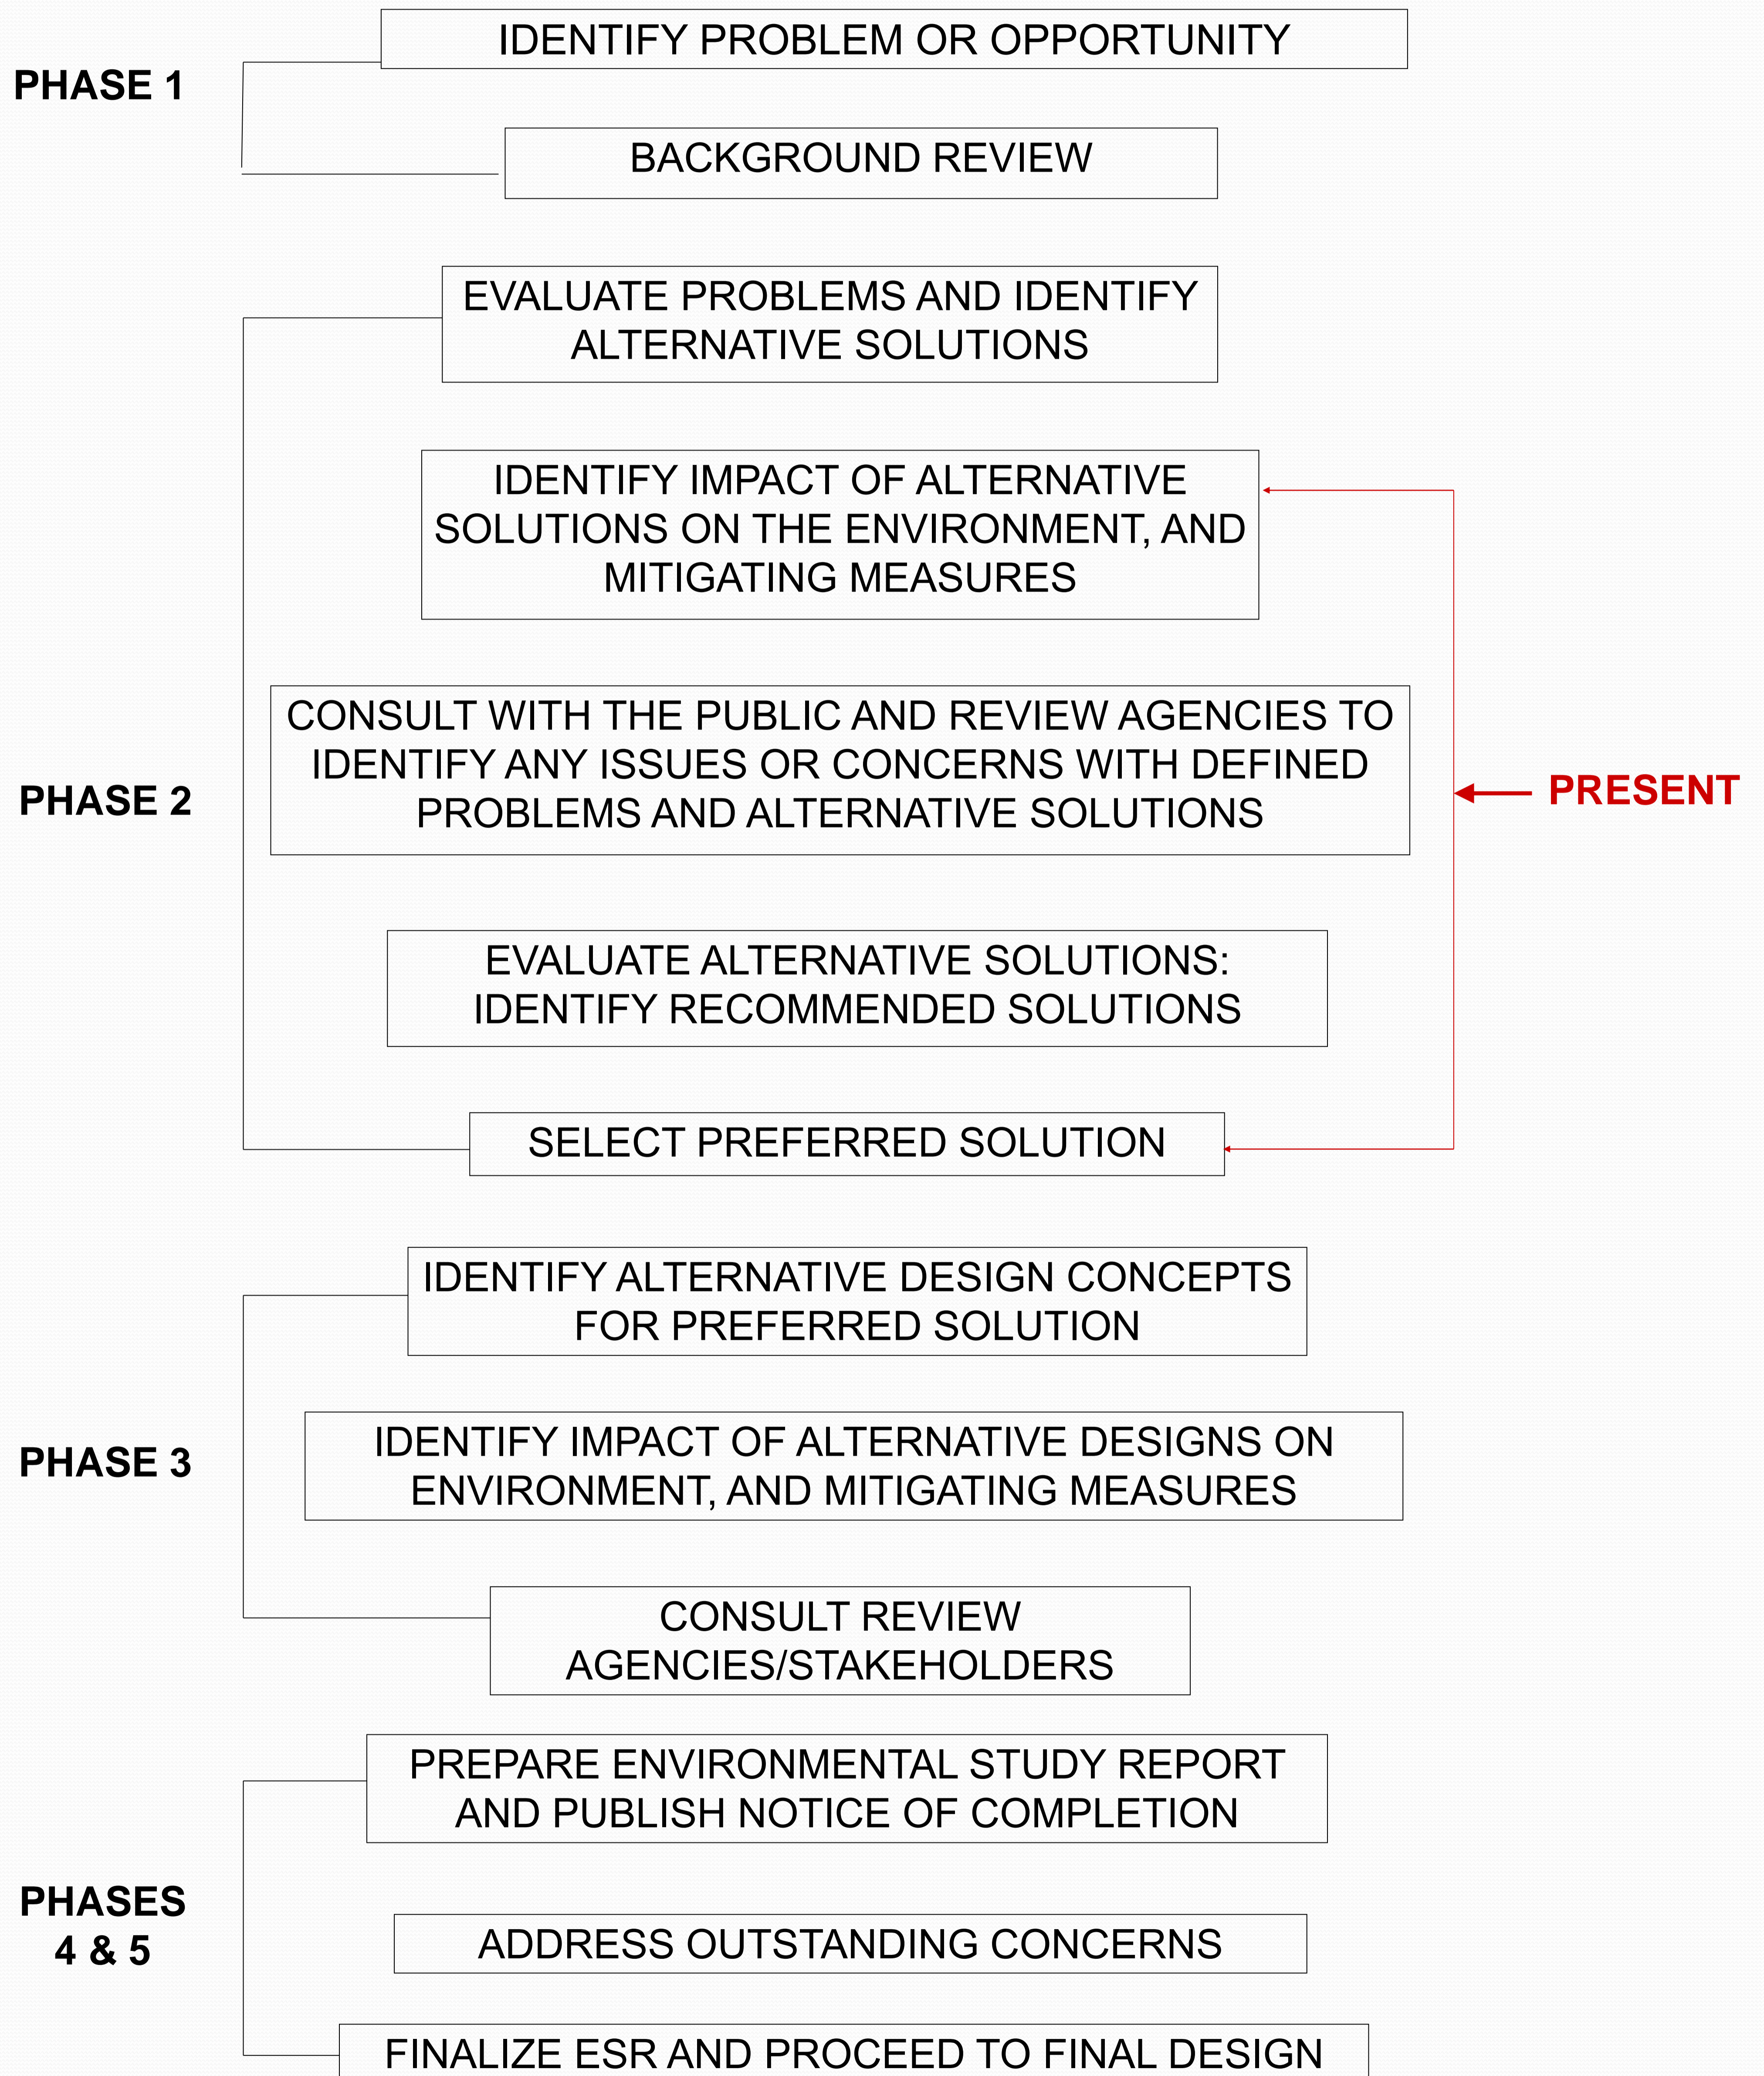 IDENTIFY PROBLEM OR OPPORTUNITY
PHASE 1
BACKGROUND REVIEW
EVALUATE PROBLEMS AND IDENTIFY
ALTERNATIVE SOLUTIONS
IDENTIFY IMPACT OF ALTERNATIVE
SOLUTIONS ON THE ENVIRONMENT, AND
MITIGATING MEASURES
PHASE 2
CONSULT WITH THE PUBLIC AND REVIEW AGENCIES TO
IDENTIFY ANY ISSUES OR CONCERNS WITH DEFINED
PROBLEMS AND ALTERNATIVE SOLUTIONS
PRESENT
EVALUATE ALTERNATIVE SOLUTIONS:
IDENTIFY RECOMMENDED SOLUTIONS
SELECT PREFERRED SOLUTION
IDENTIFY ALTERNATIVE DESIGN CONCEPTS
FOR PREFERRED SOLUTION
PHASE 3
IDENTIFY IMPACT OF ALTERNATIVE DESIGNS ON
ENVIRONMENT, AND MITIGATING MEASURES
CONSULT REVIEW
AGENCIES/STAKEHOLDERS
PREPARE ENVIRONMENTAL STUDY REPORT
AND PUBLISH NOTICE OF COMPLETION
PHASES
4 & 5
ADDRESS OUTSTANDING CONCERNS
FINALIZE ESR AND PROCEED TO FINAL DESIGN